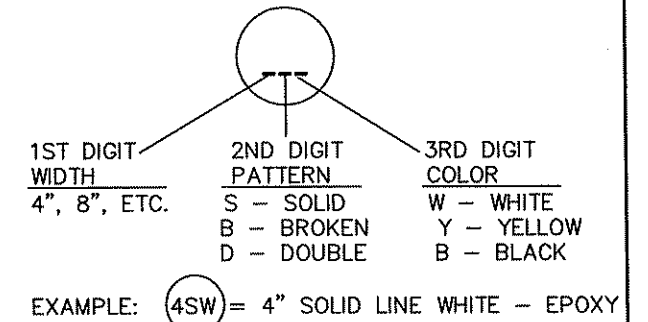 1ST DIGIT 2ND DIGIT 3RD DIGIT
WIDTH PATTERN COLOR
4", 8", ETC. S – SOLID W – WHITE
B – BROKEN Y – YELLOW
D – DOUBLE B – BLACK
EXAMPLE: 4SW = 4" SOLID LINE WHITE – EPOXY